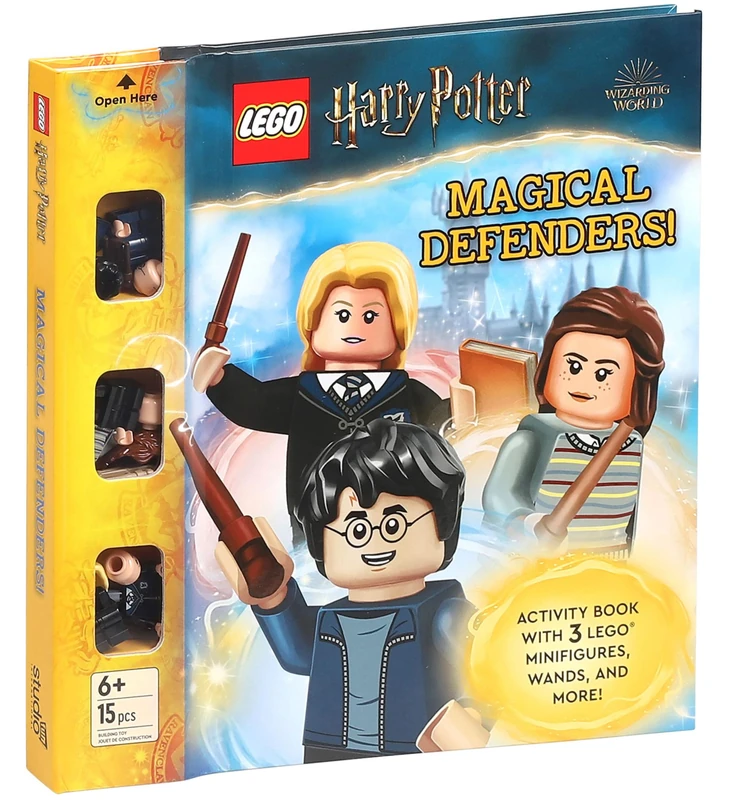 Open Here
LEGO
Harry Potter
MAGICAL DEFENDERS!
studio
6+
15 pcs
BUILDING TOY
JOUET DE CONSTRUCTION
RAVENCLAW
LEGO
Harry Potter
WIZARDING
WORLD
MAGICAL
DEFENDERS!
ACTIVITY BOOK
WITH 3 LEGO®
MINIFIGURES,
WANDS, AND
MORE!